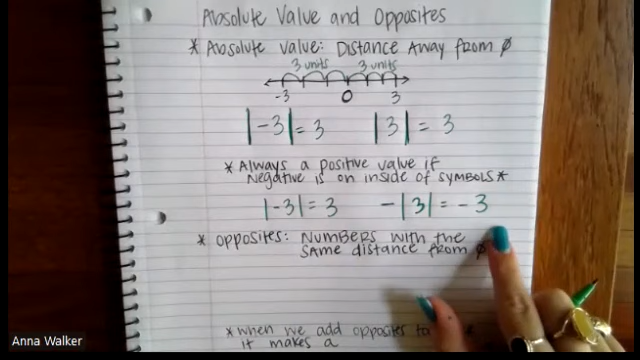 Absolute Value and Opposites
* Absolute value: Distance Away from 0
3 units 3 units
-3 0 3
|-3| = 3 |3| = 3
*Always a positive value if
Negative is on inside of symbols*
|-3| = 3 -|3| = -3
* Opposites: Numbers with the
same distance from 0
*when we add opposites
it makes a
Anna Walker